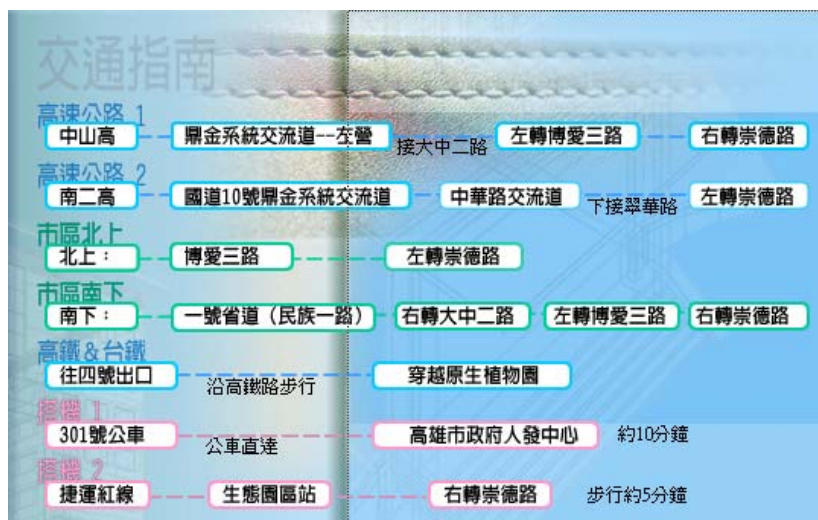 交通指南
高速公路 1
中山高 鼎金系統交流道--左營 接大中二路 左轉博愛三路 右轉崇德路
高速公路 2
南二高 國道10號鼎金系統交流道 中華路交流道 下接翠華路 左轉崇德路
市區北上
北上： 博愛三路 左轉崇德路
市區南下
南下： 一號省道（民族一路） 右轉大中二路 左轉博愛三路 右轉崇德路
高鐵&台鐵
往四號出口 沿高鐵路步行 穿越原生植物園
搭機 1
301號公車 公車直達 高雄市政府人發中心 約10分鐘
搭機 2
捷運紅線 生態園區站 右轉崇德路 步行約5分鐘